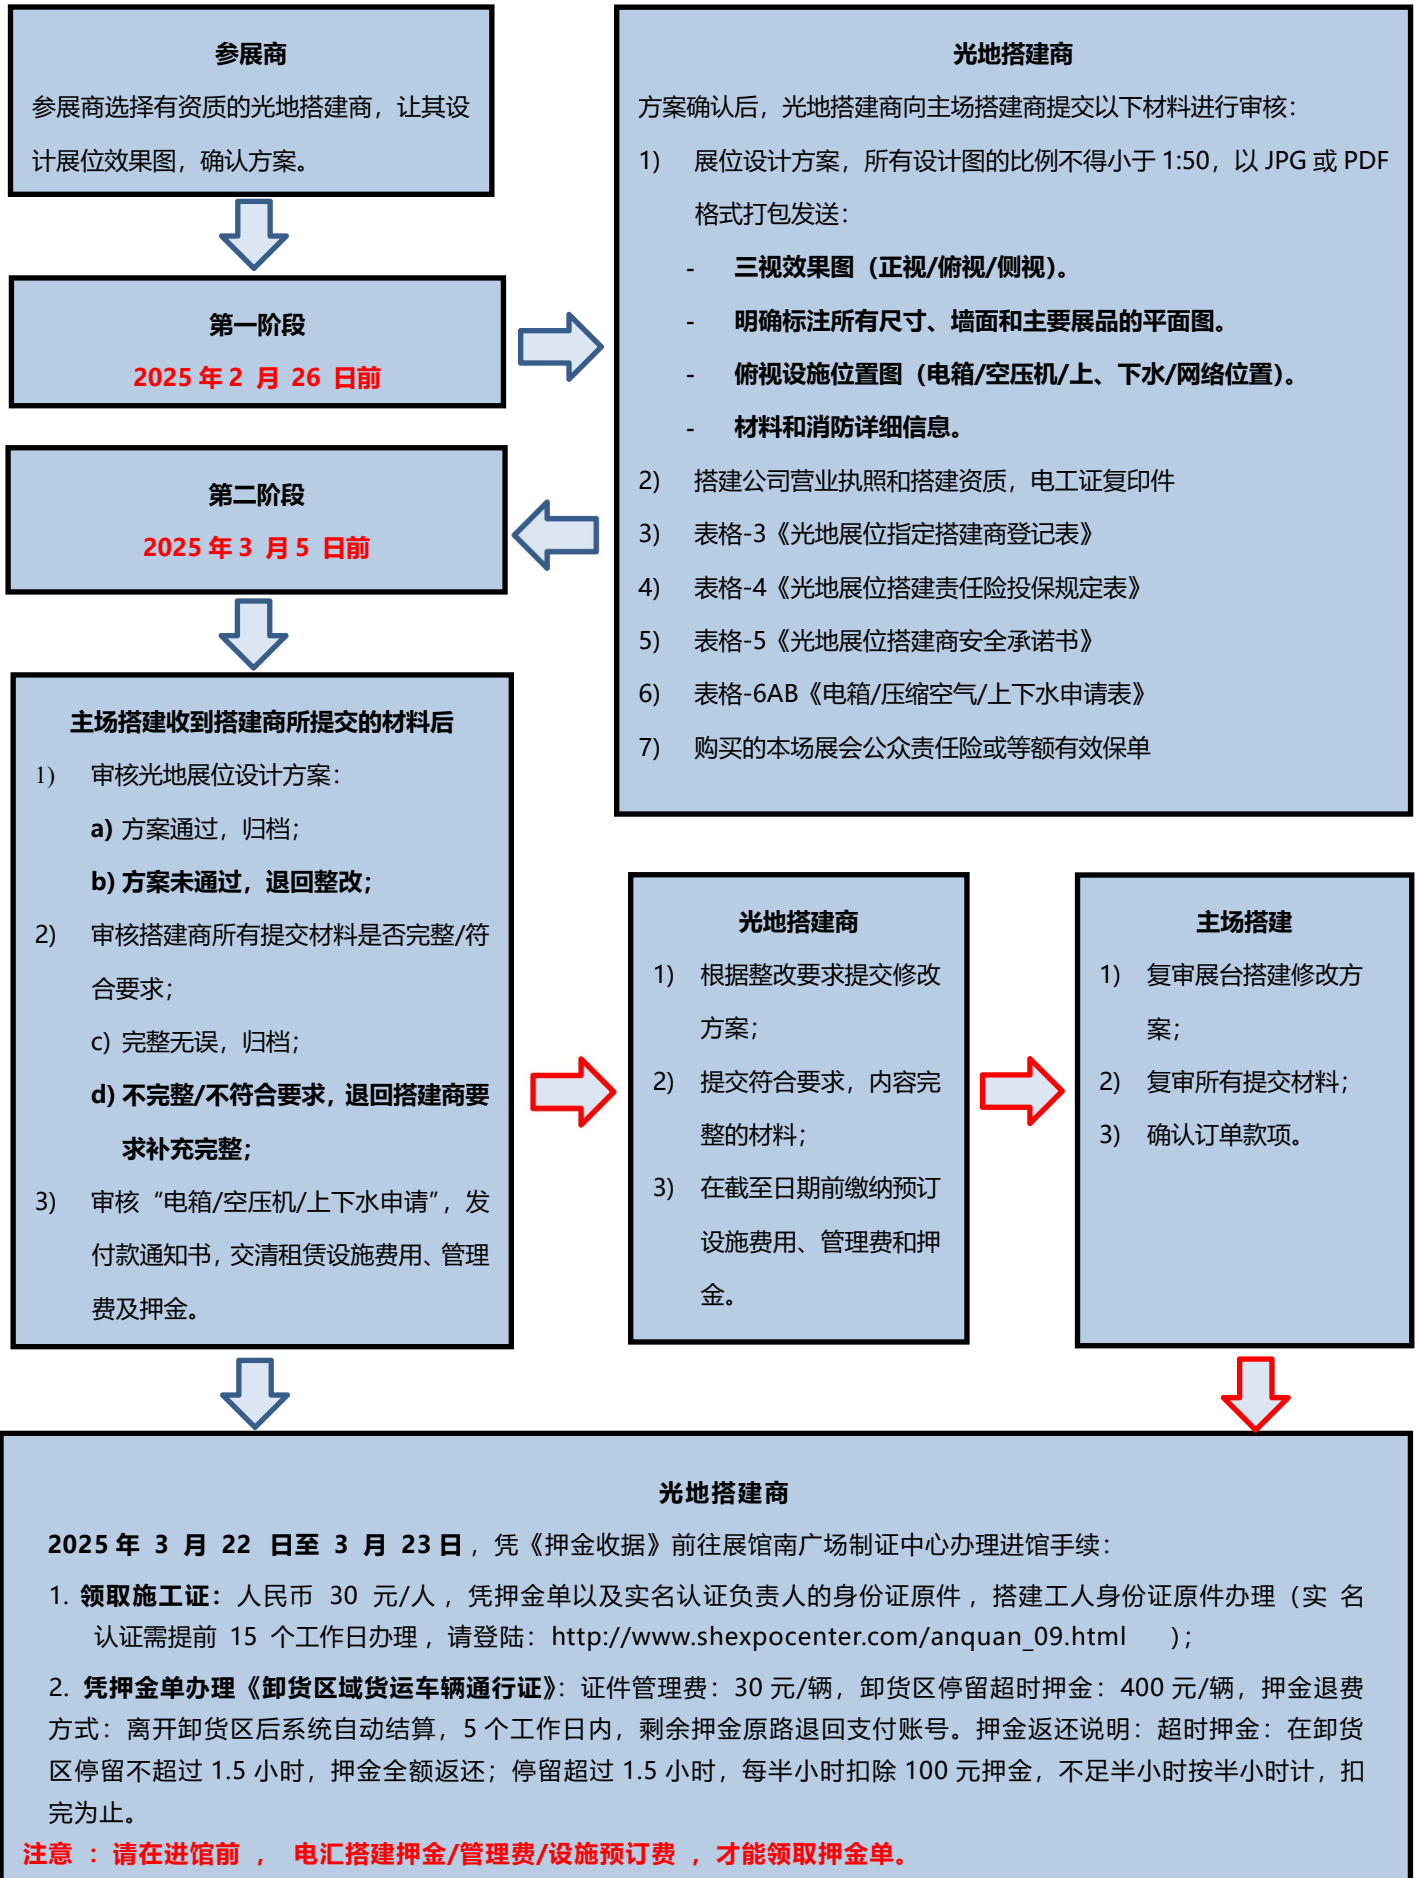 参展商
参展商选择有资质的光地搭建商，让其设
计展位效果图，确认方案。
第一阶段
2025 年 2 月 26 日前
光地搭建商
方案确认后，光地搭建商向主场搭建商提交以下材料进行审核：
1) 展位设计方案，所有设计图的比例不得小于 1:50，以 JPG 或 PDF
格式打包发送：
- 三视效果图（正视/俯视/侧视）。
- 明确标注所有尺寸、墙面和主要展品的平面图。
- 俯视设施位置图（电箱/空压机/上、下水/网络位置）。
- 材料和消防详细信息。
2) 搭建公司营业执照和搭建资质，电工证复印件
3) 表格-3《光地展位指定搭建商登记表》
4) 表格-4《光地展位搭建责任险投保规定表》
5) 表格-5《光地展位搭建商安全承诺书》
6) 表格-6AB《电箱/压缩空气/上下水申请表》
7) 购买的本场展会公众责任险或等额有效保单
第二阶段
2025 年 3 月 5 日前
主场搭建收到搭建商所提交的材料后
1) 审核光地展位设计方案：
a) 方案通过，归档；
b) 方案未通过，退回整改；
2) 审核搭建商所有提交材料是否完整/符
合要求；
c) 完整无误，归档；
d) 不完整/不符合要求，退回搭建商要
求补充完整；
3) 审核“电箱/空压机/上下水申请”，发
付款通知书，交清租赁设施费用、管理
费及押金。
光地搭建商
1) 根据整改要求提交修改
方案；
2) 提交符合要求，内容完
整的材料；
3) 在截至日期前缴纳预订
设施费用、管理费和押
金。
主场搭建
1) 复审展台搭建修改方
案；
2) 复审所有提交材料；
3) 确认订单款项。
光地搭建商
2025 年 3 月 22 日至 3 月 23 日，凭《押金收据》前往展馆南广场制证中心办理进馆手续：
1. 领取施工证：人民币 30 元/人，凭押金单以及实名认证负责人的身份证原件，搭建工人身份证原件办理（实 名
认证需提前 15 个工作日办理，请登陆：http://www.shexpocenter.com/anquan_09.html ）；
2. 凭押金单办理《卸货区域货运车辆通行证》：证件管理费：30 元/辆，卸货区停留超时押金：400 元/辆，押金退费
方式：离开卸货区后系统自动结算，5 个工作日内，剩余押金原路退回支付账号。押金返还说明：超时押金：在卸货
区停留不超过 1.5 小时，押金全额返还；停留超过 1.5 小时，每半小时扣除 100 元押金，不足半小时按半小时计，扣
完为止。
注意 ：请在进馆前 ， 电汇搭建押金/管理费/设施预订费 ，才能领取押金单。